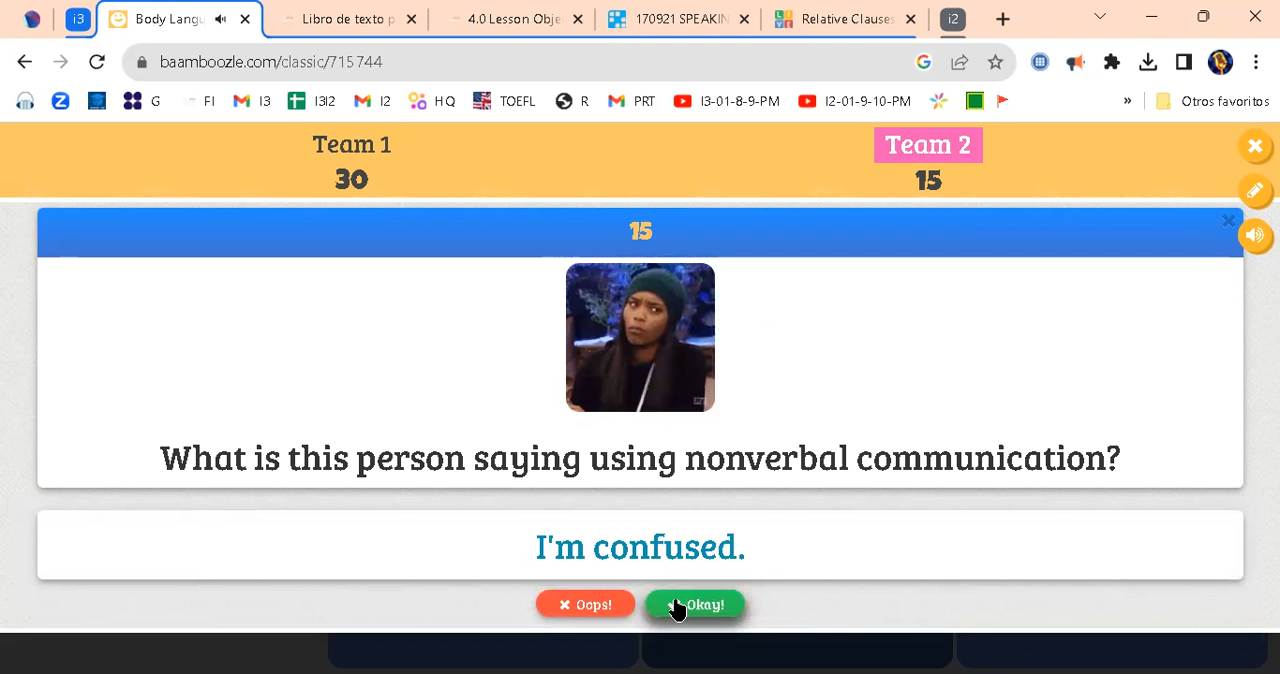 i3
Body Langu
Libro de texto p
4.0 Lesson Obje
170921 SPEAKIN
LIVE
Relative Clauses
i2
baamboozle.com/classic/715744
G
FI
I3
I3I2
I2
HQ
TOEFL
R
PRT
I3-01-8-9-PM
I2-01-9-10-PM
»
Otros favoritos
Team 1
Team 2
30
15
15
What is this person saying using nonverbal communication?
I'm confused.
Oops!
Okay!